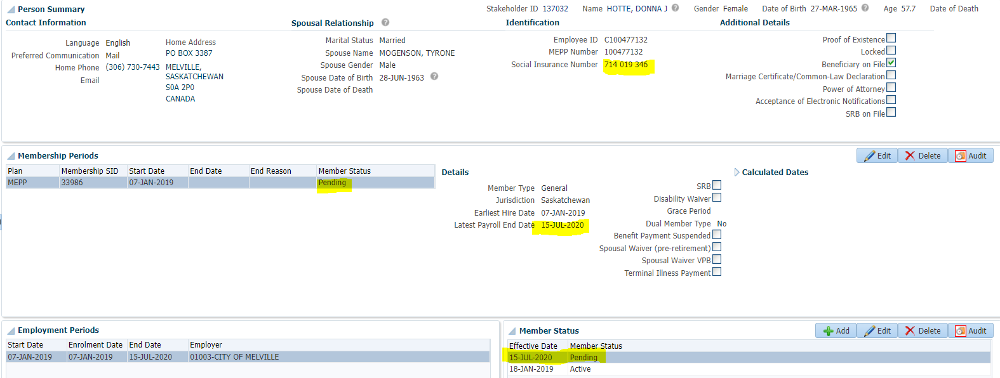 Person Summary
Stakeholder ID 137032 Name HOTTE, DONNA J Gender Female Date of Birth 27-MAR-1965 Age 57.7 Date of Death
Contact Information
Language English
Preferred Communication Mail
Home Phone (306) 730-7443
Email
Home Address
PO BOX 3387
MELVILLE,
SASKATCHEWAN
S0A 2P0
CANADA
Spousal Relationship
Marital Status Married
Spouse Name MOGENSON, TYRONE
Spouse Gender Male
Spouse Date of Birth 28-JUN-1963
Spouse Date of Death
Identification
Employee ID C100477132
MEPP Number 100477132
Social Insurance Number 714 019 346
Additional Details
Proof of Existence
Locked
Beneficiary on File
Marriage Certificate/Common-Law Declaration
Power of Attorney
Acceptance of Electronic Notifications
SRB on File
Membership Periods
Edit Delete Audit
Plan Membership SID Start Date End Date End Reason Member Status
MEPP 33986 07-JAN-2019 Pending
Details
Member Type General
Jurisdiction Saskatchewan
Earliest Hire Date 07-JAN-2019
Latest Payroll End Date 15-JUL-2020
SRB
Disability Waiver
Grace Period
Dual Member Type No
Benefit Payment Suspended
Spousal Waiver (pre-retirement)
Spousal Waiver VPB
Terminal Illness Payment
Calculated Dates
Employment Periods
Start Date Enrolment Date End Date Employer
07-JAN-2019 07-JAN-2019 15-JUL-2020 01003-CITY OF MELVILLE
Member Status
Add Edit Delete Audit
Effective Date Member Status
15-JUL-2020 Pending
18-JAN-2019 Active